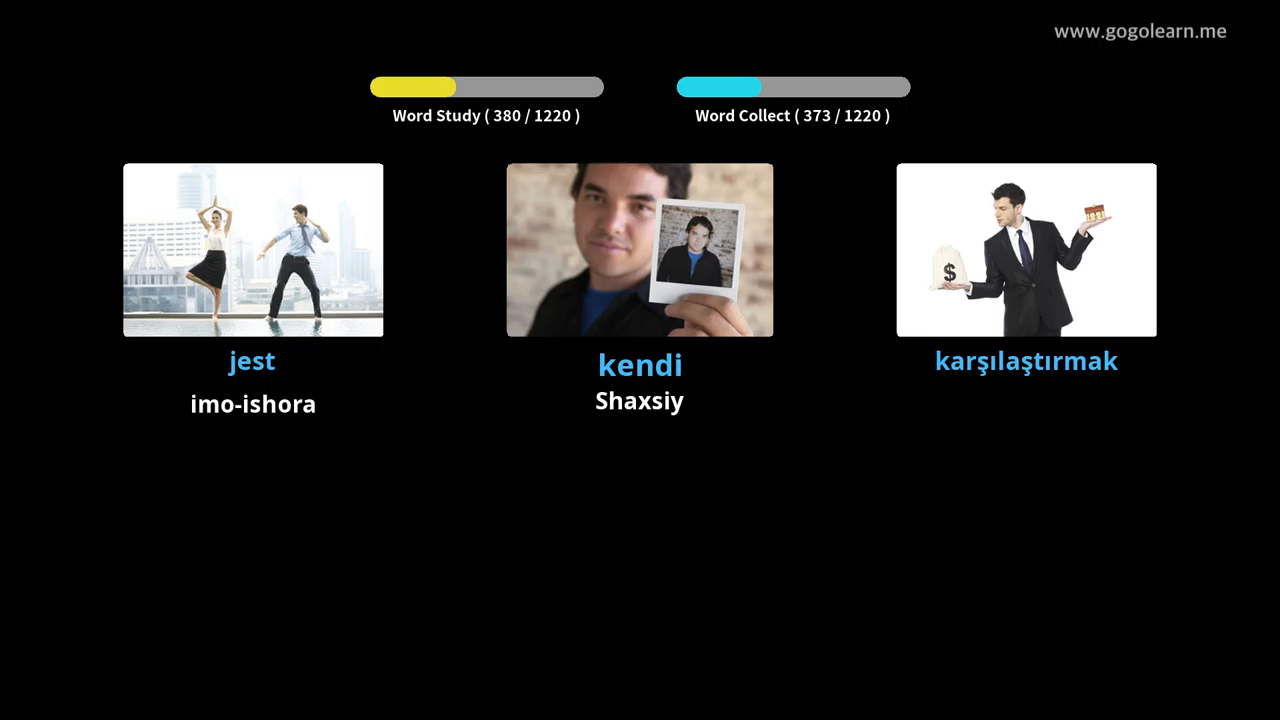 www.gogolearn.me
Word Study ( 380 / 1220 )
Word Collect ( 373 / 1220 )
$
jest
kendi
karşılaştırmak
imo-ishora
Shaxsiy